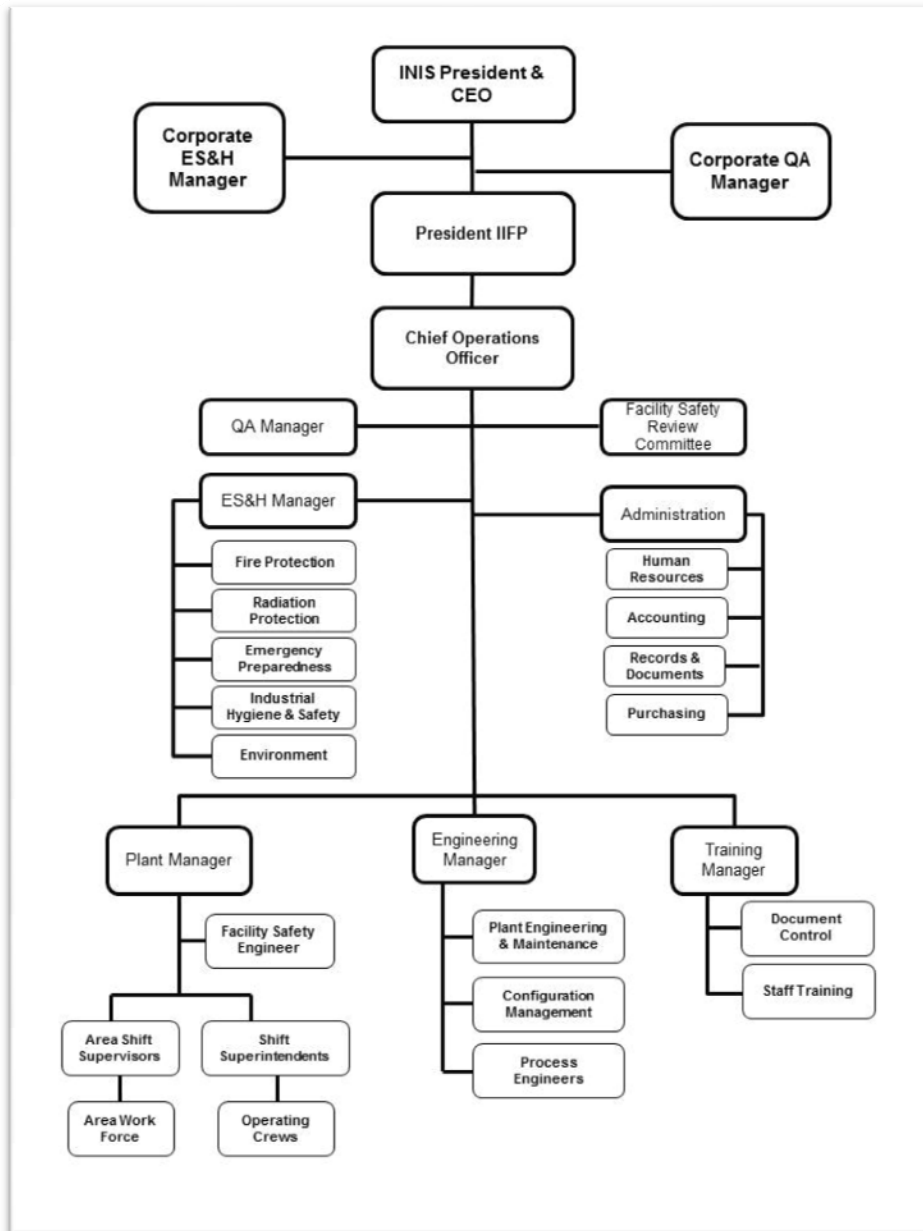 INIS President &
CEO
Corporate
ES&H
Manager
Corporate QA
Manager
President IIFP
Chief Operations
Officer
QA Manager
Facility Safety
Review
Committee
ES&H Manager
Administration
Fire Protection
Human
Resources
Radiation
Protection
Accounting
Emergency
Preparedness
Records &
Documents
Industrial
Hygiene & Safety
Purchasing
Environment
Plant Manager
Engineering
Manager
Training
Manager
Facility Safety
Engineer
Plant Engineering
& Maintenance
Document
Control
Configuration
Management
Staff Training
Area Shift
Supervisors
Shift
Superintendents
Process
Engineers
Area Work
Force
Operating
Crews